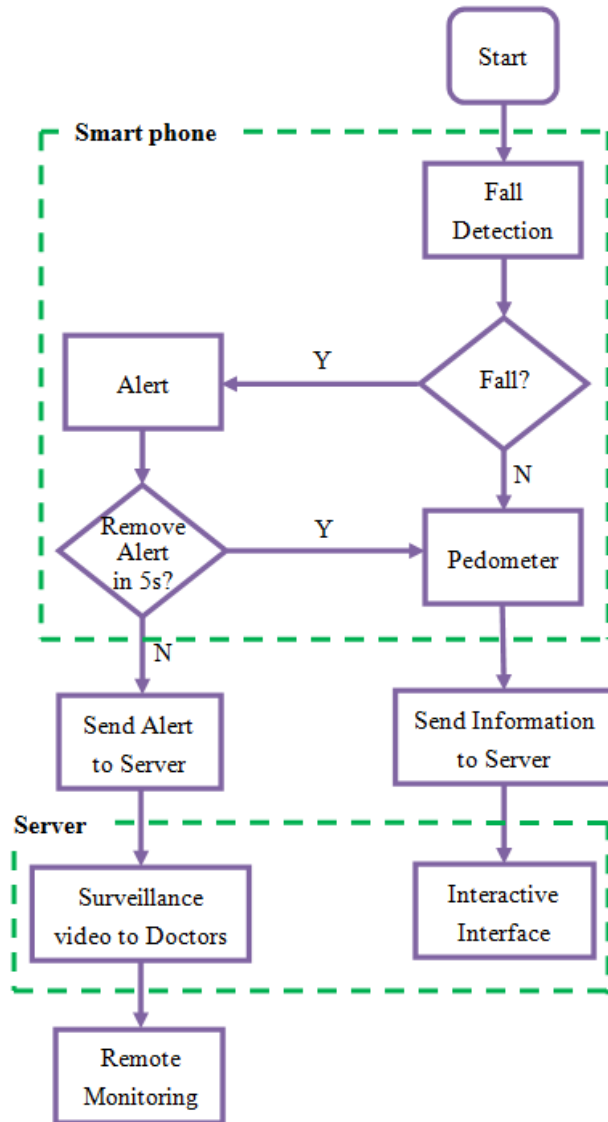 Start
Smart phone
Fall
Detection
Y
Alert
Fall?
N
Remove
Alert
in 5s?
Y
Pedometer
N
Send Alert
to Server
Send Information
to Server
Server
Surveillance
video to Doctors
Interactive
Interface
Remote
Monitoring